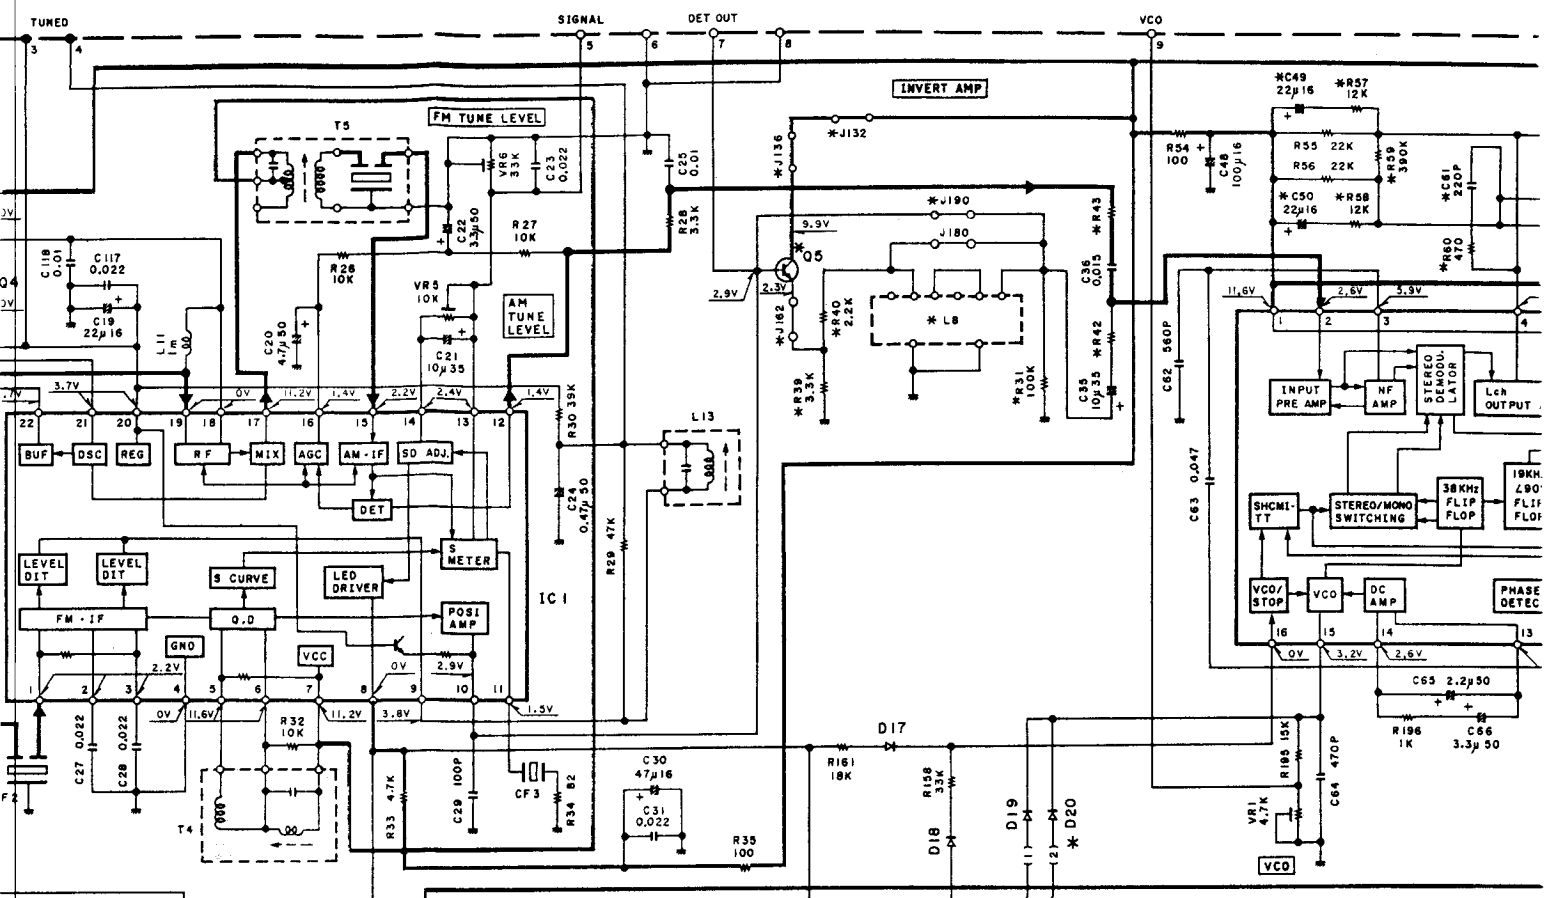 TUNED
SIGNAL
DET OUT
VCO
3
4
5
6
7
8
9
T5
FM TUNE LEVEL
VR6
33K
C23
0.022
C25
0.01
C22
3.3μ50
R27
10K
R28
3.3K
R26
10K
INVERT AMP
*J132
*J136
*J190
J180
9.9V
*
Q5
2.9V
2.3V
*J162
*R40
2.2K
*R39
3.3K
* L8
*R31
100K
*R43
C36
0.015
*R42
C35
10μ35
+
R54
100
+
C48
100μ16
*C49
22μ16
+
*R57
12K
R55 22K
R56 22K
*R59
390K
*C50
22μ16
+
*R58
12K
*C61
220P
*R60
470
Q4
C118
0.01
C117
0.022
+
C19
22μ16
L11
1m
C20
4.7μ50
+
VR5
10K
+
C21
10μ35
AM
TUNE
LEVEL
3.7V
0V
11.2V
1.4V
2.2V
2.4V
1.4V
22
21
20
19
18
17
16
15
14
13
12
BUF
DSC
REG
RF
MIX
AGC
AM-IF
SD ADJ.
DET
S
METER
LEVEL
DIT
LEVEL
DIT
S CURVE
LED
DRIVER
FM-IF
Q.D
POSI
AMP
GND
VCC
IC1
R30 39K
C24
0.47μ50
R29 47K
L13
C62 560P
C63 0.047
11.6V
2.6V
5.9V
1
2
3
4
INPUT
PRE AMP
NF
AMP
STEREO
DEMODU.
LATOR
Lch
OUTPUT
SHCMI-
TT
STEREO/MONO
SWITCHING
38KHz
FLIP
FLOP
19KH
∠90°
FLIF
FLOF
VCO/
STOP
VCO
DC
AMP
PHASE
DETEC
16
15
14
13
0V
3.2V
2.6V
2.2V
0V
2.9V
1
2
3
4
5
6
7
8
9
10
11
0V
11.6V
11.2V
3.8V
1.5V
C27
0.022
C28
0.022
R32
10K
T4
R33 4.7K
C29 100P
CF3
R34 82
C30
47μ16
+
C31
0.022
R35
100
R161
18K
D17
R158
33K
D18
D19
(1)
* D20
(2)
R195 15K
C64 470P
VR1
4.7K
VCO
C65 2.2μ50
+
R196
1K
+
C66
3.3μ50